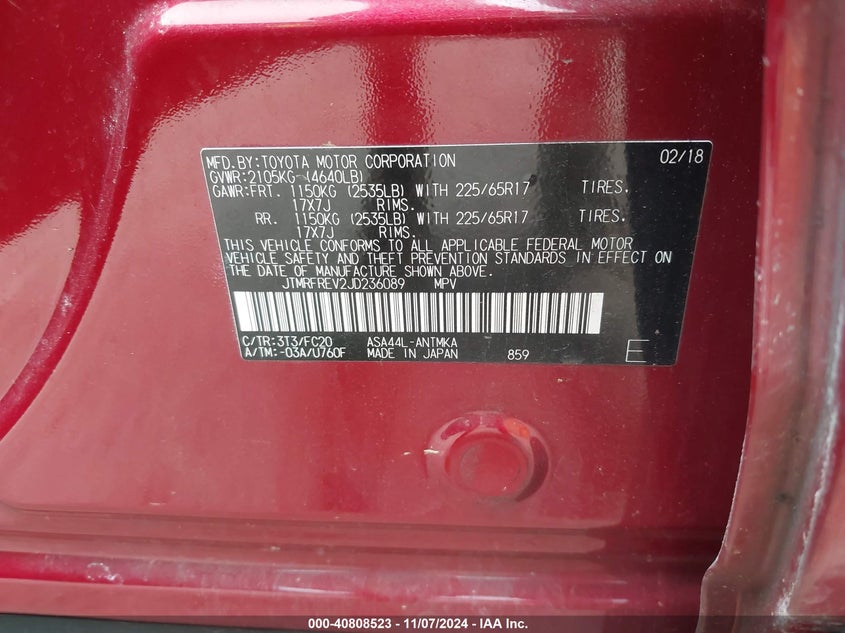 MFD.BY:TOYOTA MOTOR CORPORATION 02/18
GVWR:2105KG (4640LB)
GAWR:FRT. 1150KG (2535LB) WITH 225/65R17 TIRES.
17X7J RIMS.
RR. 1150KG (2535LB) WITH 225/65R17 TIRES.
17X7J RIMS.
THIS VEHICLE CONFORMS TO ALL APPLICABLE FEDERAL MOTOR
VEHICLE SAFETY AND THEFT PREVENTION STANDARDS IN EFFECT ON
THE DATE OF MANUFACTURE SHOWN ABOVE.
JTMRFREV2JD236089 MPV
C/TR:3T3/FC20 ASA44L-ANTMKA
A/TM:-03A/U760F MADE IN JAPAN 859 E
000-40808523 — 11/07/2024 — IAA Inc.